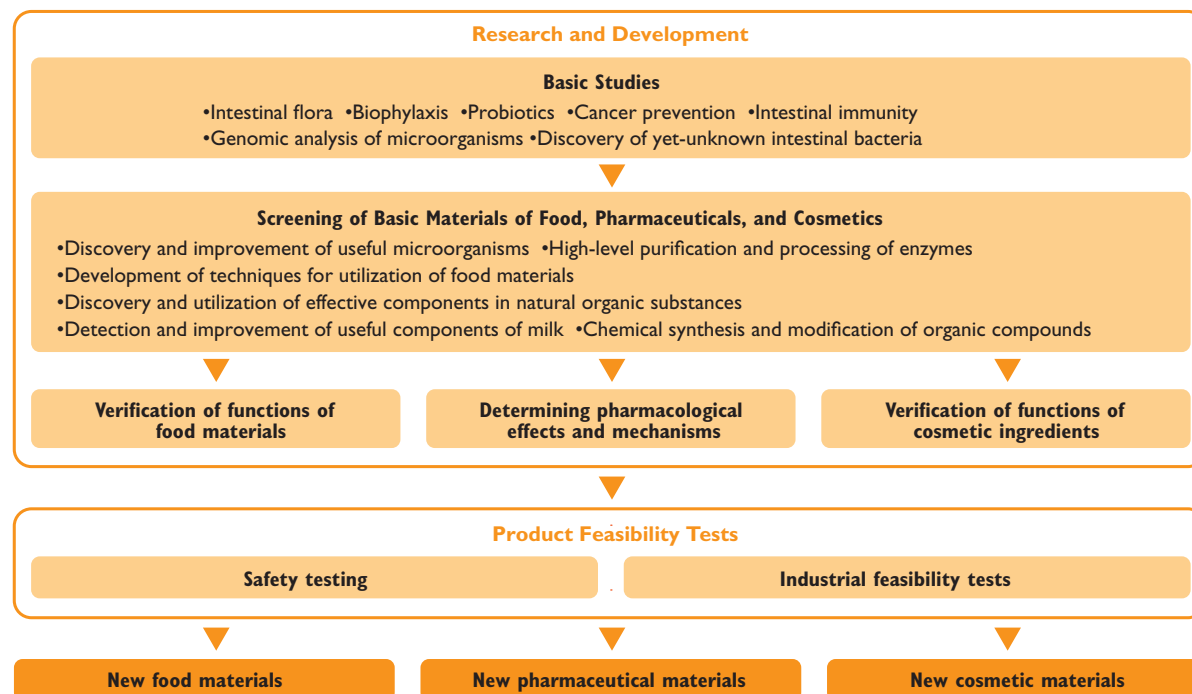 Research and Development
Basic Studies
•Intestinal flora •Biophylaxis •Probiotics •Cancer prevention •Intestinal immunity
•Genomic analysis of microorganisms •Discovery of yet-unknown intestinal bacteria
Screening of Basic Materials of Food, Pharmaceuticals, and Cosmetics
•Discovery and improvement of useful microorganisms •High-level purification and processing of enzymes
•Development of techniques for utilization of food materials
•Discovery and utilization of effective components in natural organic substances
•Detection and improvement of useful components of milk •Chemical synthesis and modification of organic compounds
Verification of functions of
food materials
Determining pharmacological
effects and mechanisms
Verification of functions of
cosmetic ingredients
Product Feasibility Tests
Safety testing
Industrial feasibility tests
New food materials
New pharmaceutical materials
New cosmetic materials